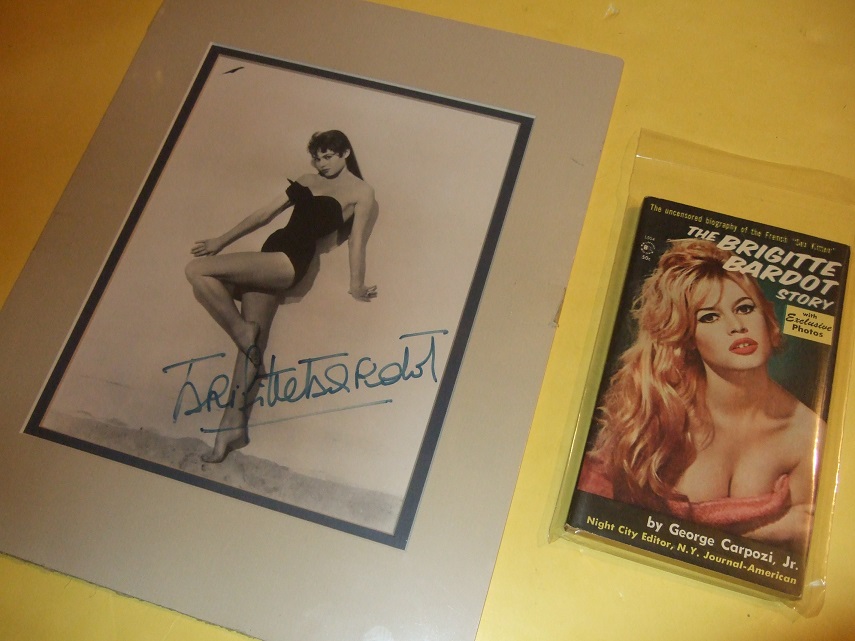 Brigitte Bardot
The uncensored biography of the French "Sex Kitten"
THE BRIGITTE
BARDOT
STORY
50¢
with
Exclusive
Photos
by George Carpozi, Jr.
Night City Editor, N.Y. Journal-American